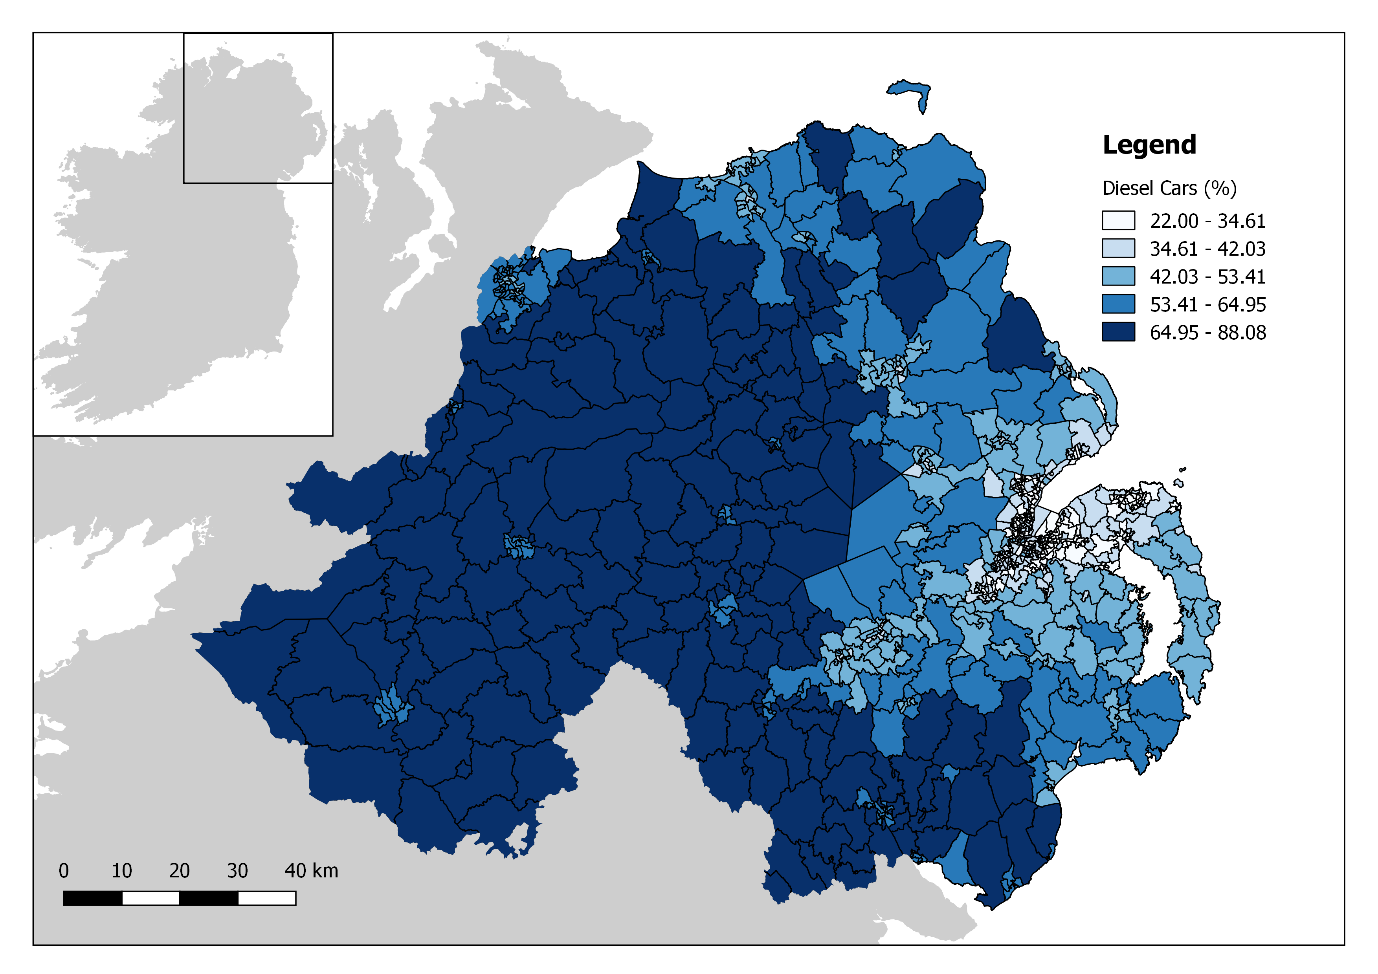 Legend
Diesel Cars (%)
22.00 - 34.61
34.61 - 42.03
42.03 - 53.41
53.41 - 64.95
64.95 - 88.08
0 10 20 30 40 km